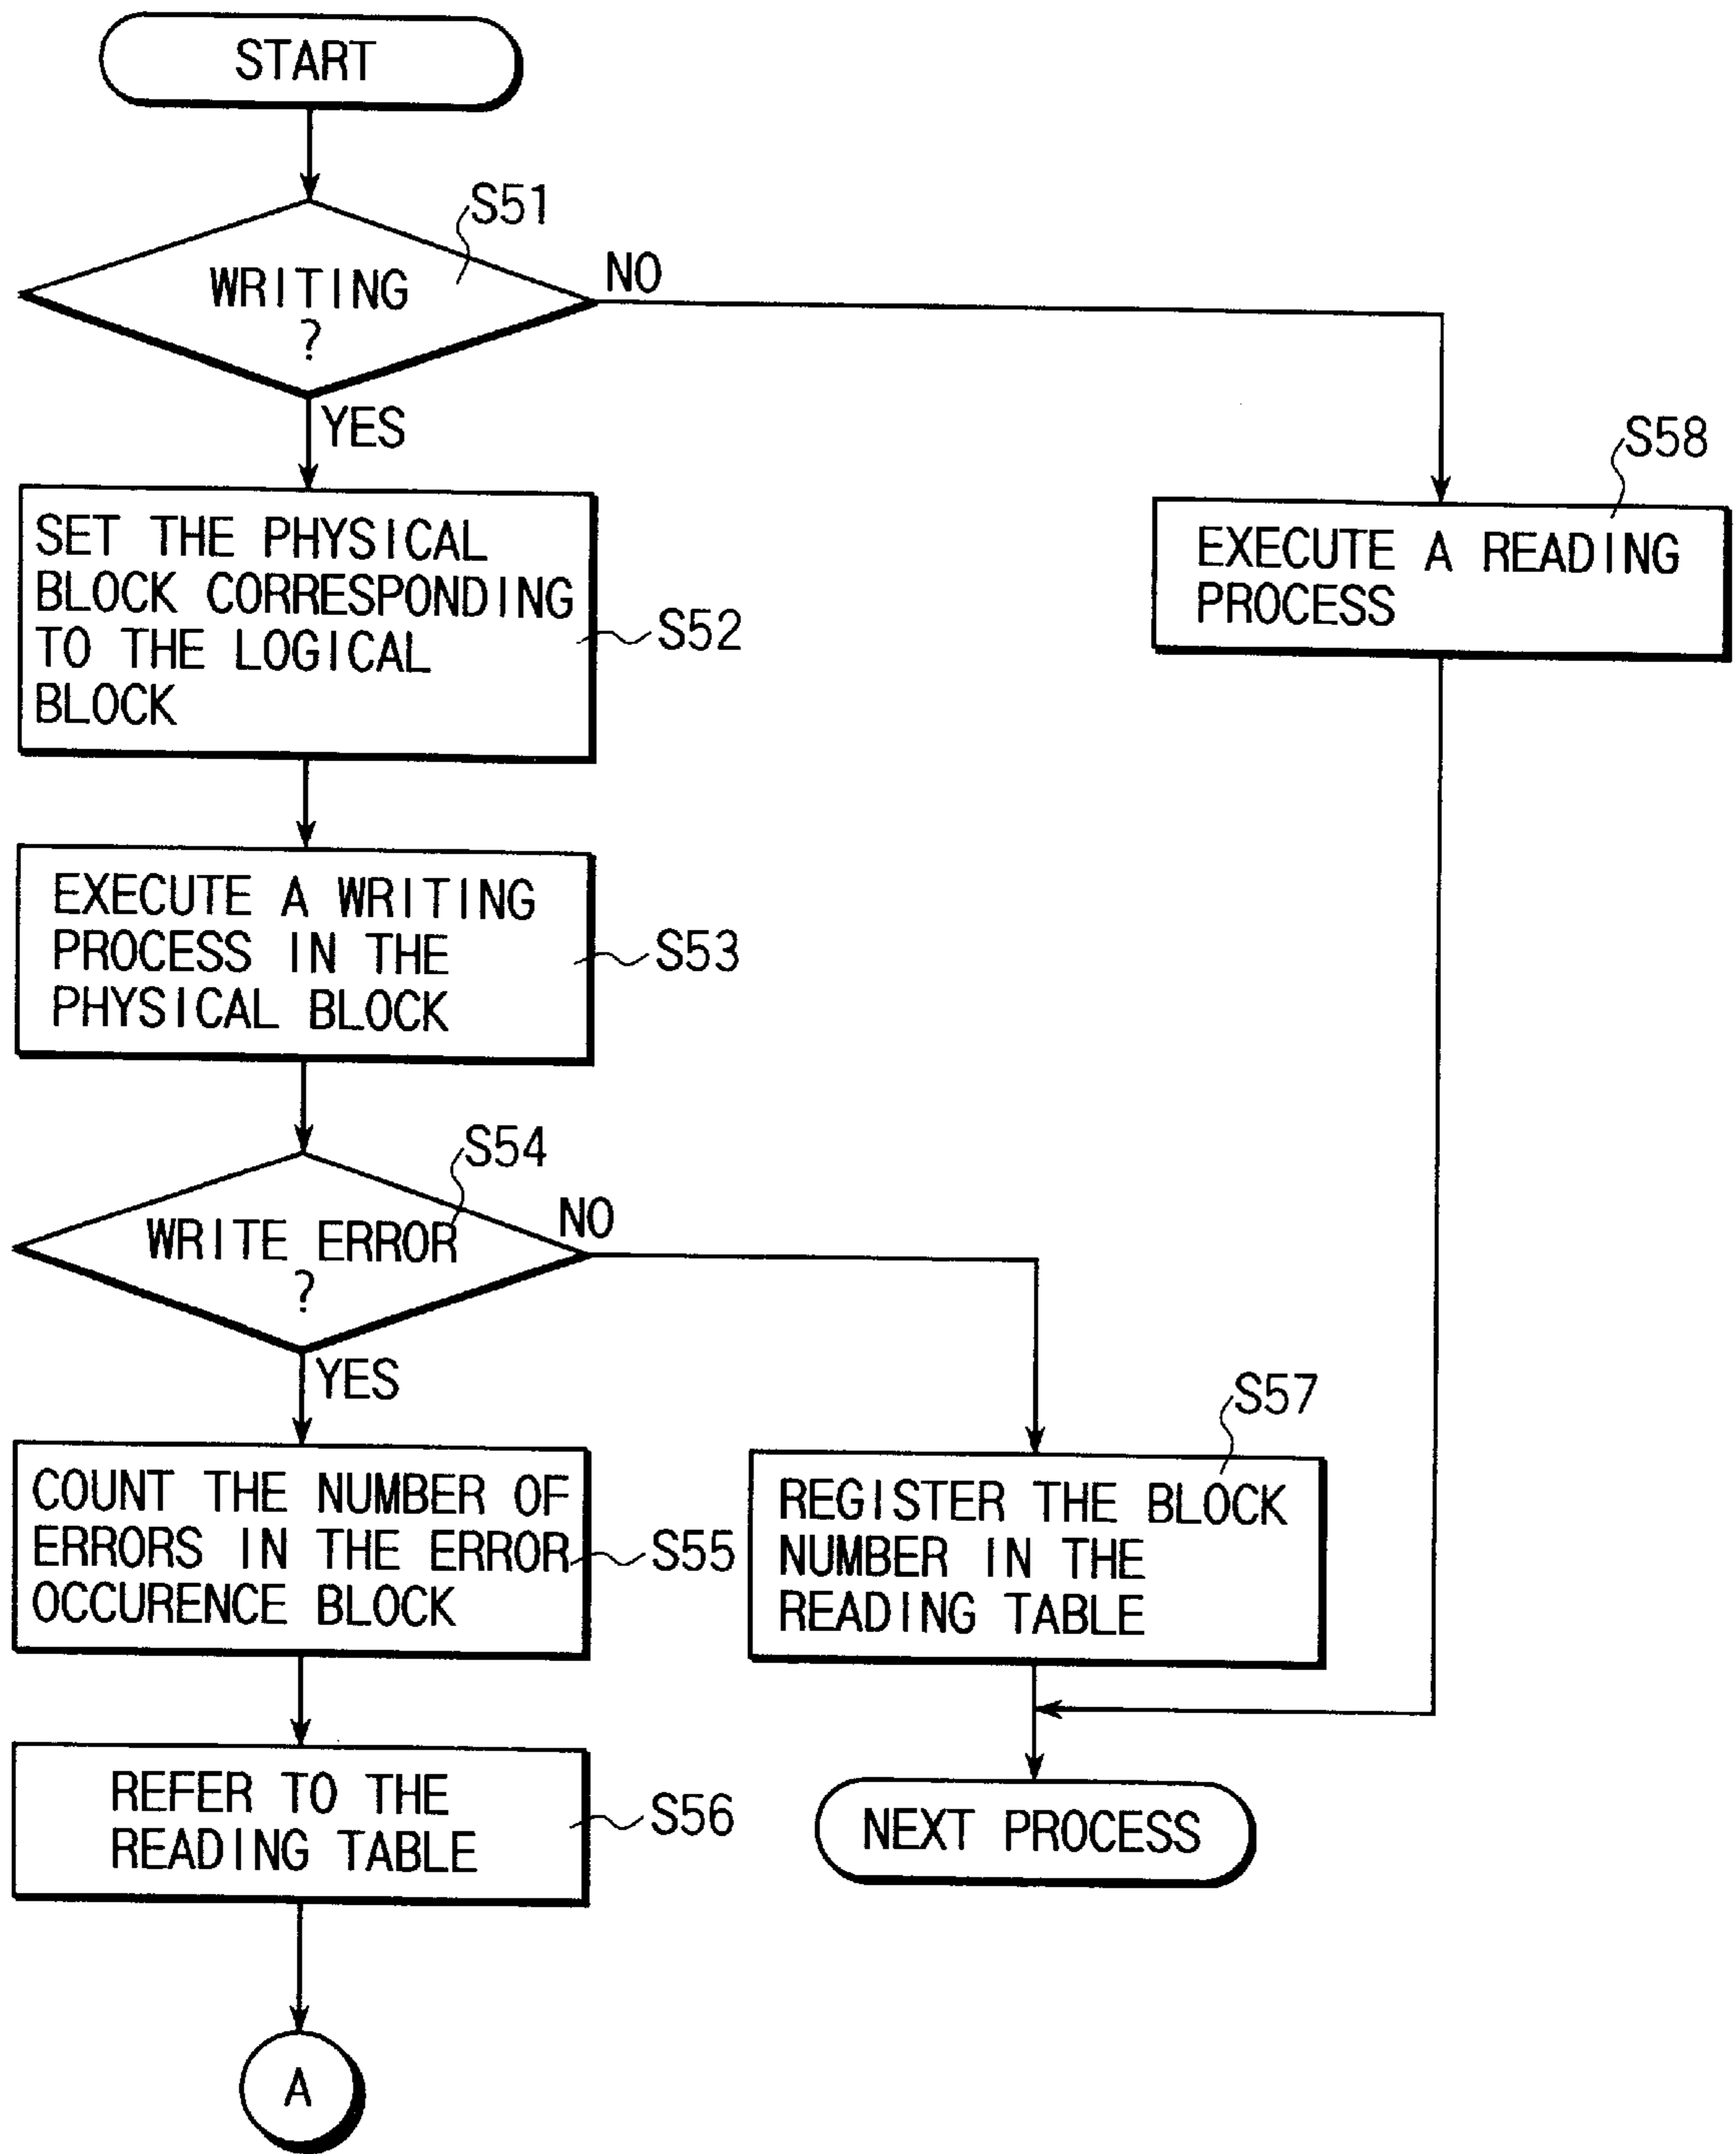 START
S51
WRITING
?
NO
YES
S58
SET THE PHYSICAL
BLOCK CORRESPONDING
TO THE LOGICAL
BLOCK
S52
EXECUTE A READING
PROCESS
EXECUTE A WRITING
PROCESS IN THE
PHYSICAL BLOCK
S53
S54
WRITE ERROR
?
NO
YES
S57
COUNT THE NUMBER OF
ERRORS IN THE ERROR
OCCURENCE BLOCK
S55
REGISTER THE BLOCK
NUMBER IN THE
READING TABLE
REFER TO THE
READING TABLE
S56
NEXT PROCESS
A